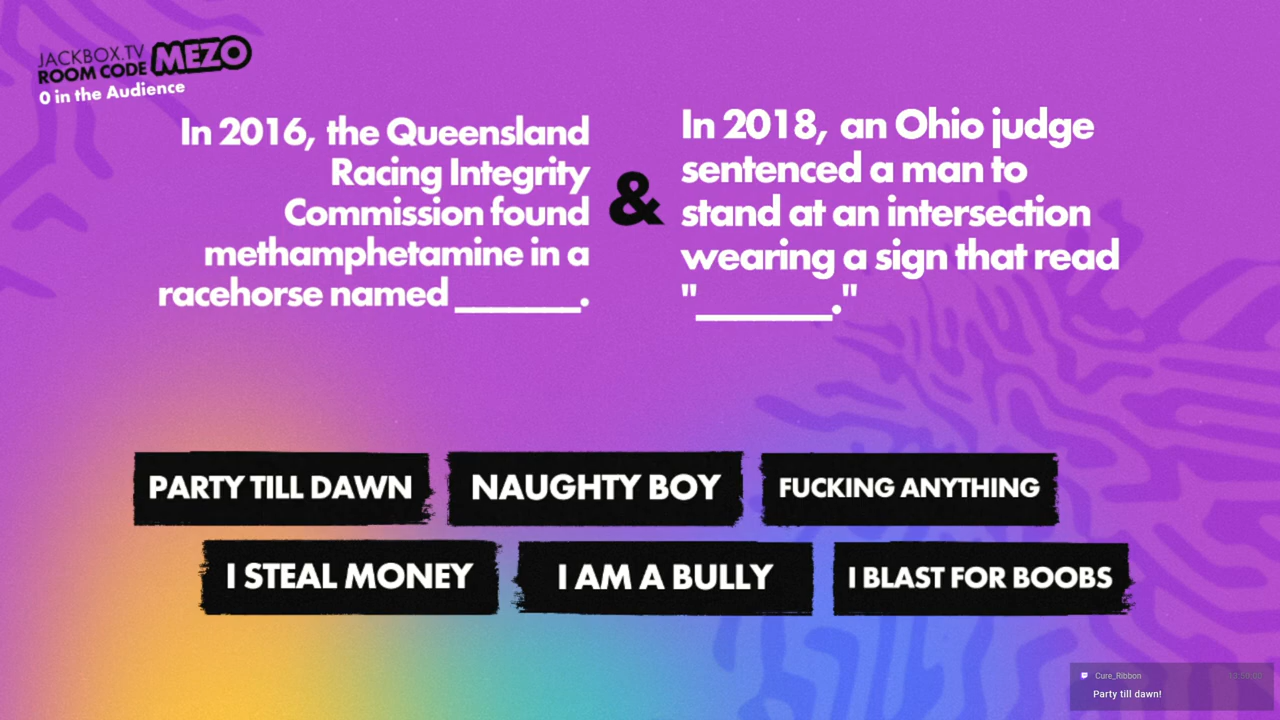 JACKBOX.TV
ROOM CODE MEZO
0 in the Audience
In 2016, the Queensland
Racing Integrity
Commission found
methamphetamine in a
racehorse named ________.
&
In 2018, an Ohio judge
sentenced a man to
stand at an intersection
wearing a sign that read
"________."
PARTY TILL DAWN
NAUGHTY BOY
FUCKING ANYTHING
I STEAL MONEY
I AM A BULLY
I BLAST FOR BOOBS
Cure_Ribbon
Party till dawn!